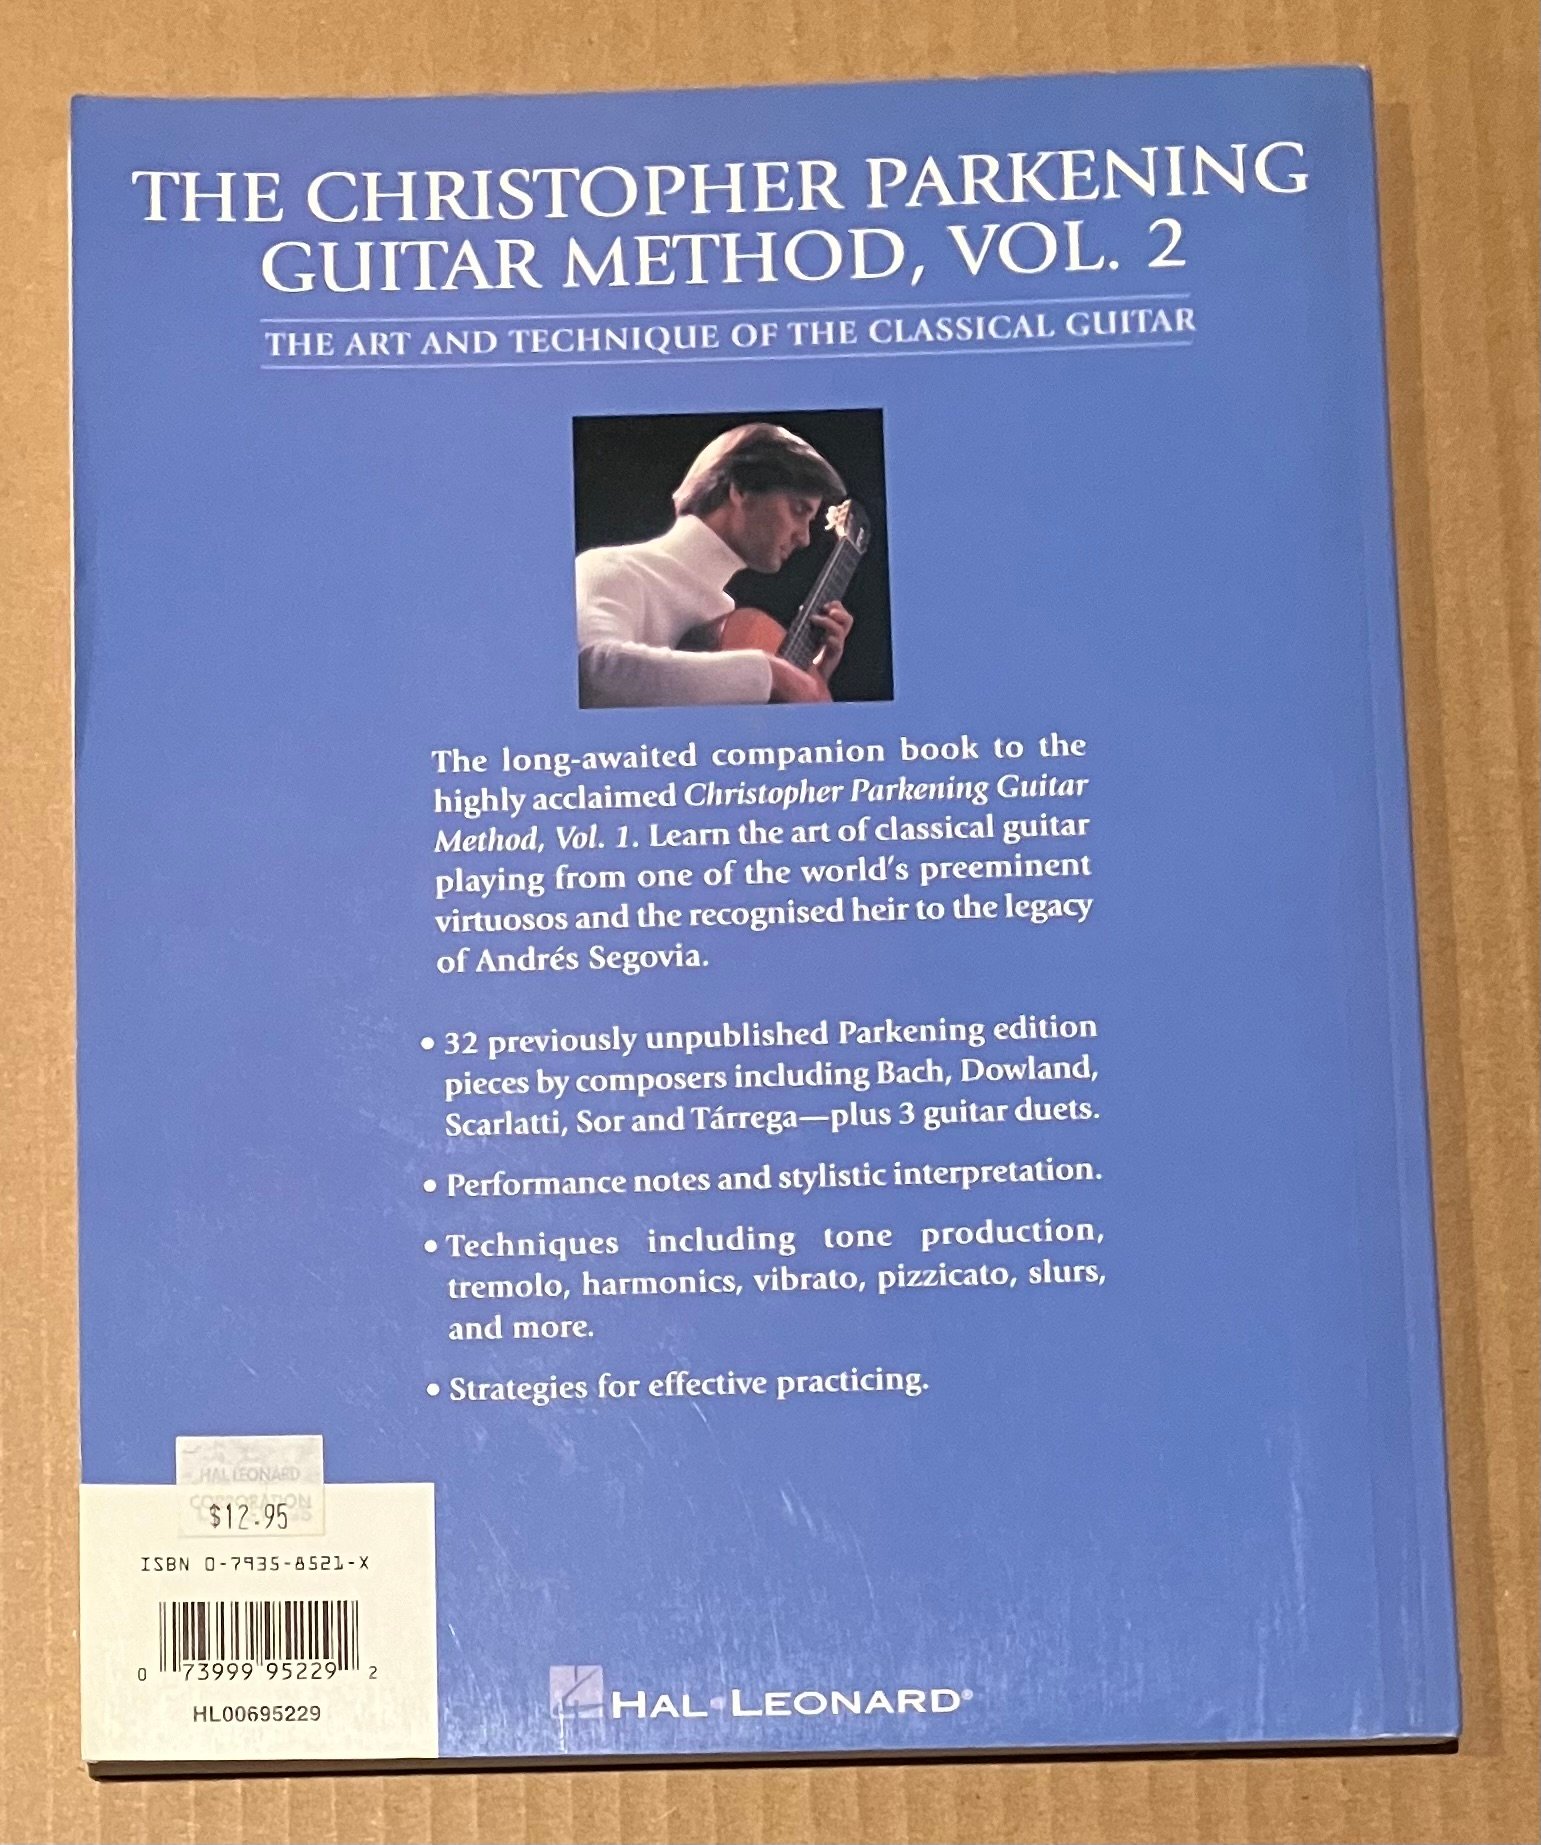 THE CHRISTOPHER PARKENING
GUITAR METHOD, VOL. 2
THE ART AND TECHNIQUE OF THE CLASSICAL GUITAR
The long-awaited companion book to the
highly acclaimed Christopher Parkening Guitar
Method, Vol. 1. Learn the art of classical guitar
playing from one of the world's preeminent
virtuosos and the recognised heir to the legacy
of Andrés Segovia.
• 32 previously unpublished Parkening edition
pieces by composers including Bach, Dowland,
Scarlatti, Sor and Tárrega—plus 3 guitar duets.
• Performance notes and stylistic interpretation.
• Techniques including tone production,
tremolo, harmonics, vibrato, pizzicato, slurs,
and more.
• Strategies for effective practicing.
HAL LEONARD
CORPORATION
$12.95
ISBN 0-7935-8521-X
0 73999 95229 2
HL00695229
HAL•LEONARD®